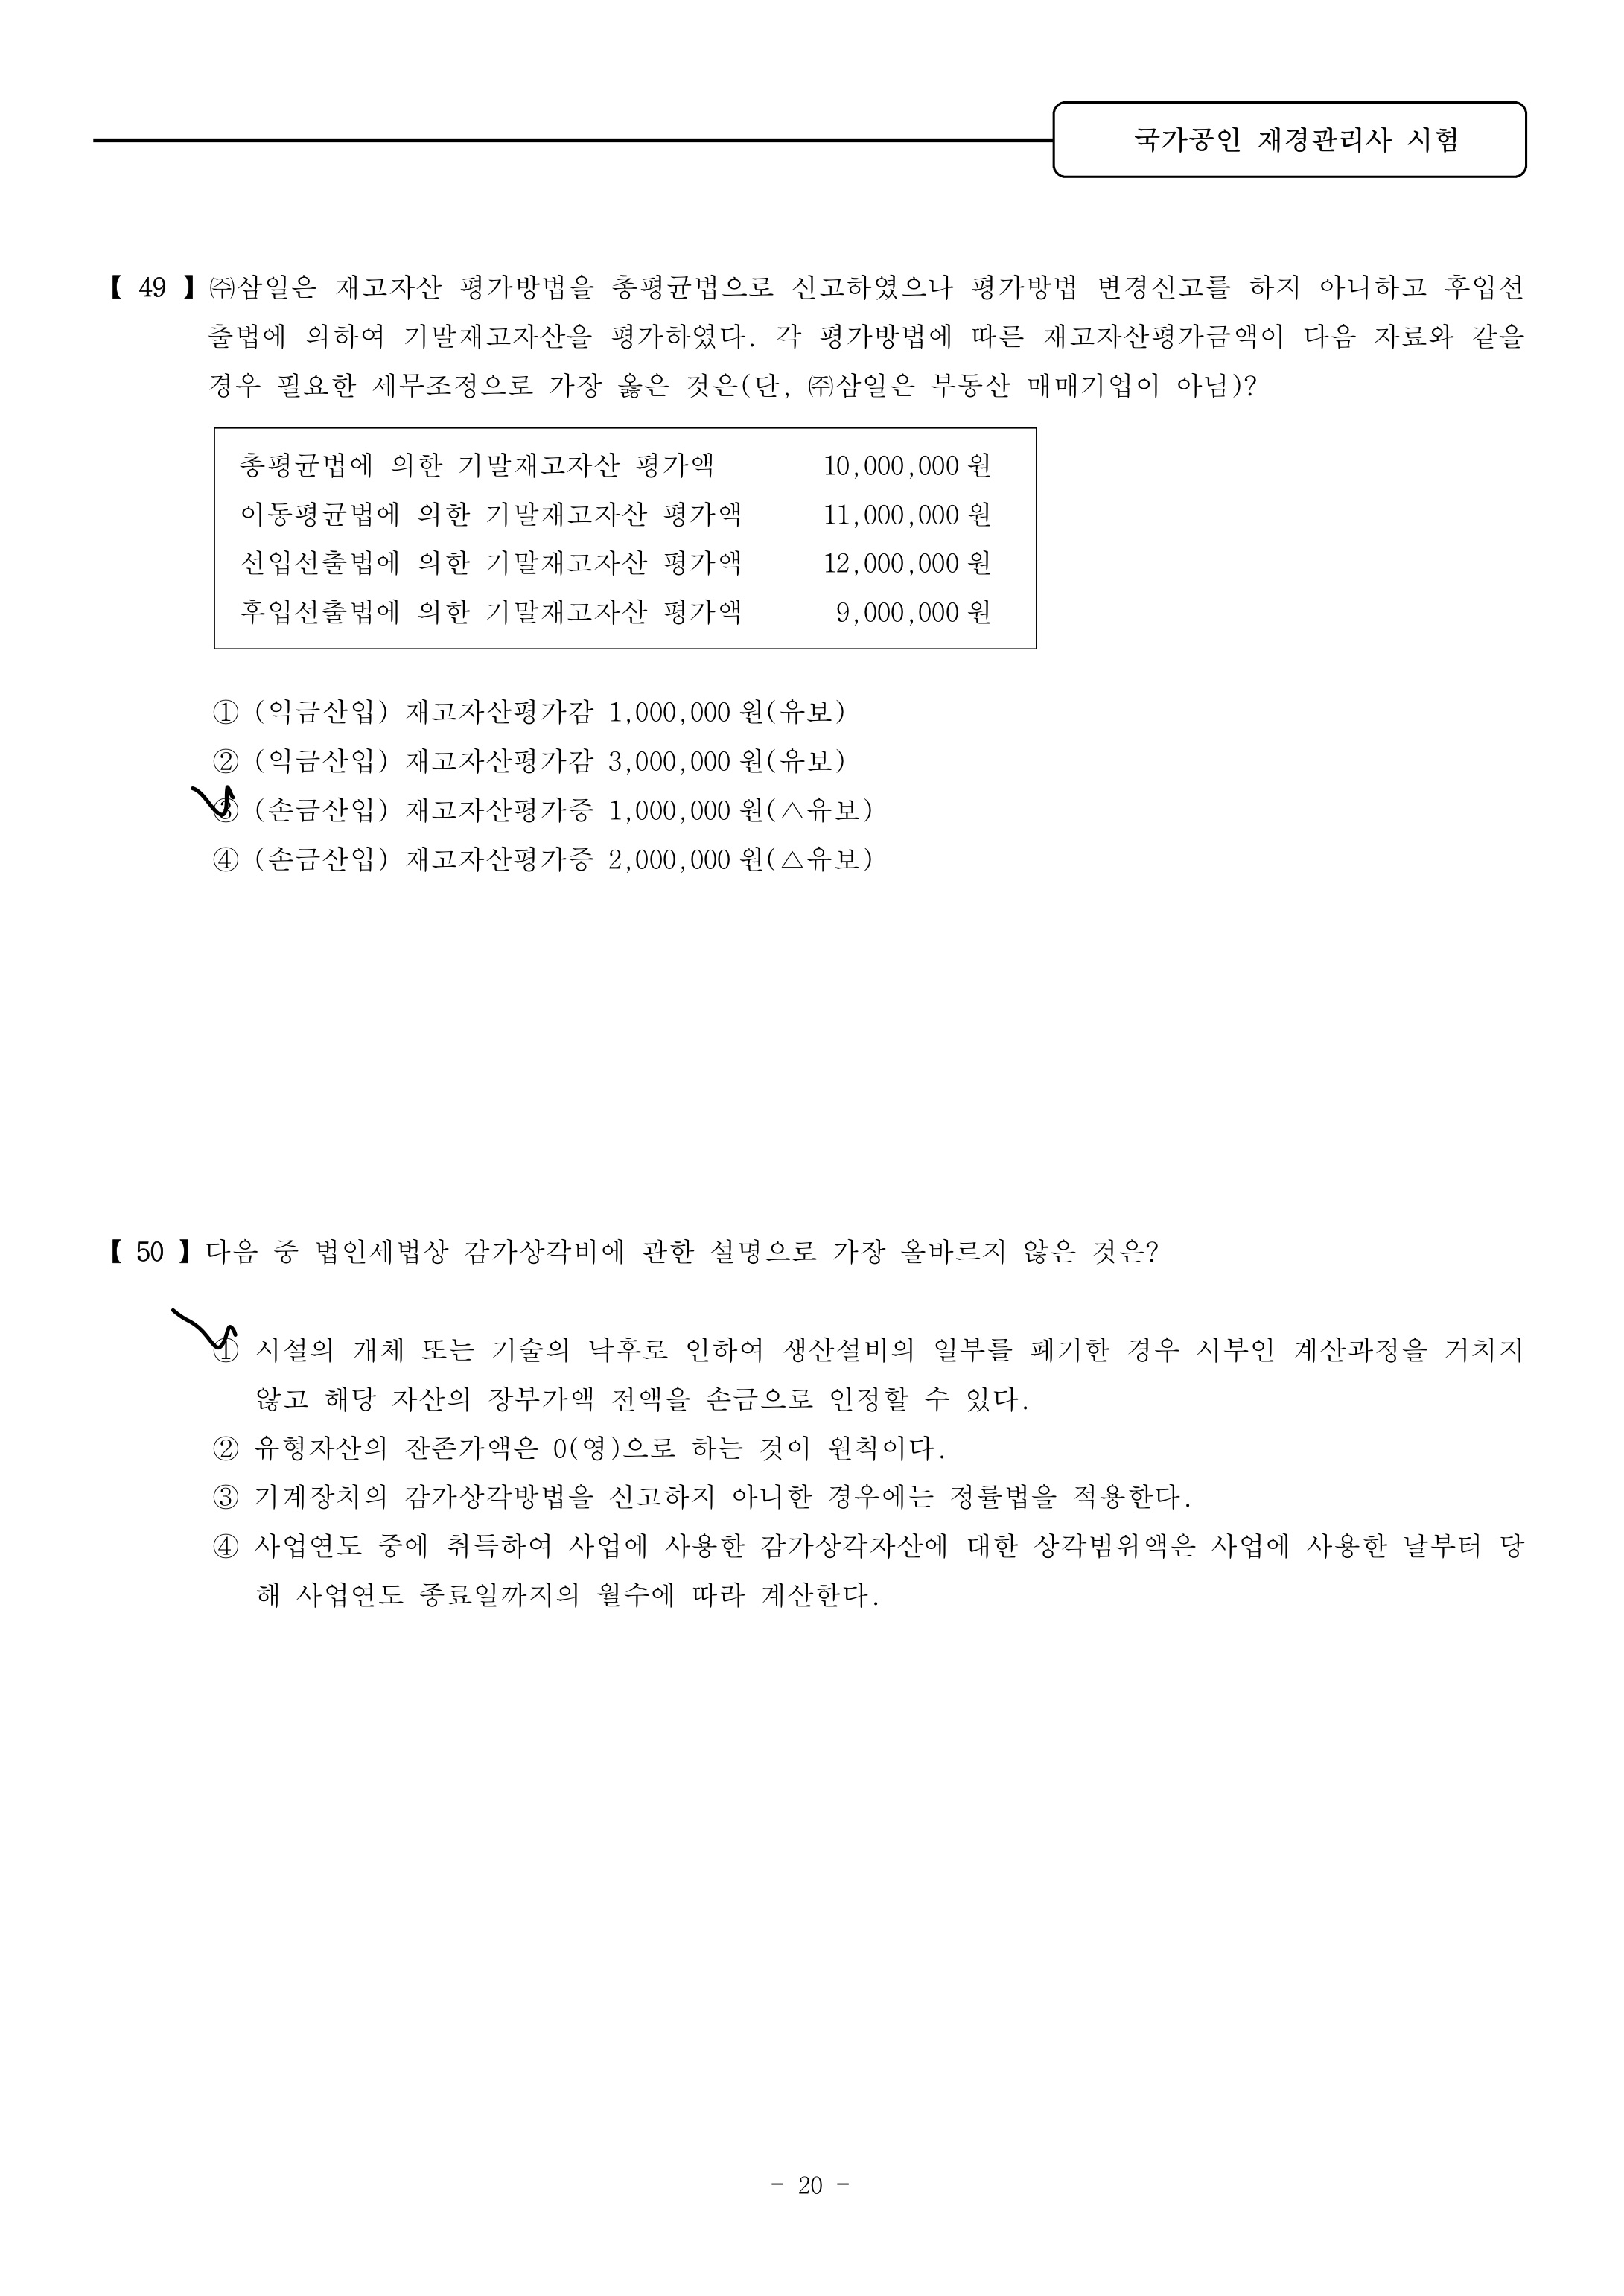 국가공인 재경관리사 시험
【 49 】 ㈜삼일은 재고자산 평가방법을 총평균법으로 신고하였으나 평가방법 변경신고를 하지 아니하고 후입선
출법에 의하여 기말재고자산을 평가하였다. 각 평가방법에 따른 재고자산평가금액이 다음 자료와 같을
경우 필요한 세무조정으로 가장 옳은 것은(단, ㈜삼일은 부동산 매매기업이 아님)?
총평균법에 의한 기말재고자산 평가액 10,000,000 원
이동평균법에 의한 기말재고자산 평가액 11,000,000 원
선입선출법에 의한 기말재고자산 평가액 12,000,000 원
후입선출법에 의한 기말재고자산 평가액 9,000,000 원
① (익금산입) 재고자산평가감 1,000,000 원(유보)
② (익금산입) 재고자산평가감 3,000,000 원(유보)
③ (손금산입) 재고자산평가증 1,000,000 원(△유보)
④ (손금산입) 재고자산평가증 2,000,000 원(△유보)
【 50 】 다음 중 법인세법상 감가상각비에 관한 설명으로 가장 올바르지 않은 것은?
① 시설의 개체 또는 기술의 낙후로 인하여 생산설비의 일부를 폐기한 경우 시부인 계산과정을 거치지
않고 해당 자산의 장부가액 전액을 손금으로 인정할 수 있다.
② 유형자산의 잔존가액은 0(영)으로 하는 것이 원칙이다.
③ 기계장치의 감가상각방법을 신고하지 아니한 경우에는 정률법을 적용한다.
④ 사업연도 중에 취득하여 사업에 사용한 감가상각자산에 대한 상각범위액은 사업에 사용한 날부터 당
해 사업연도 종료일까지의 월수에 따라 계산한다.
- 20 -